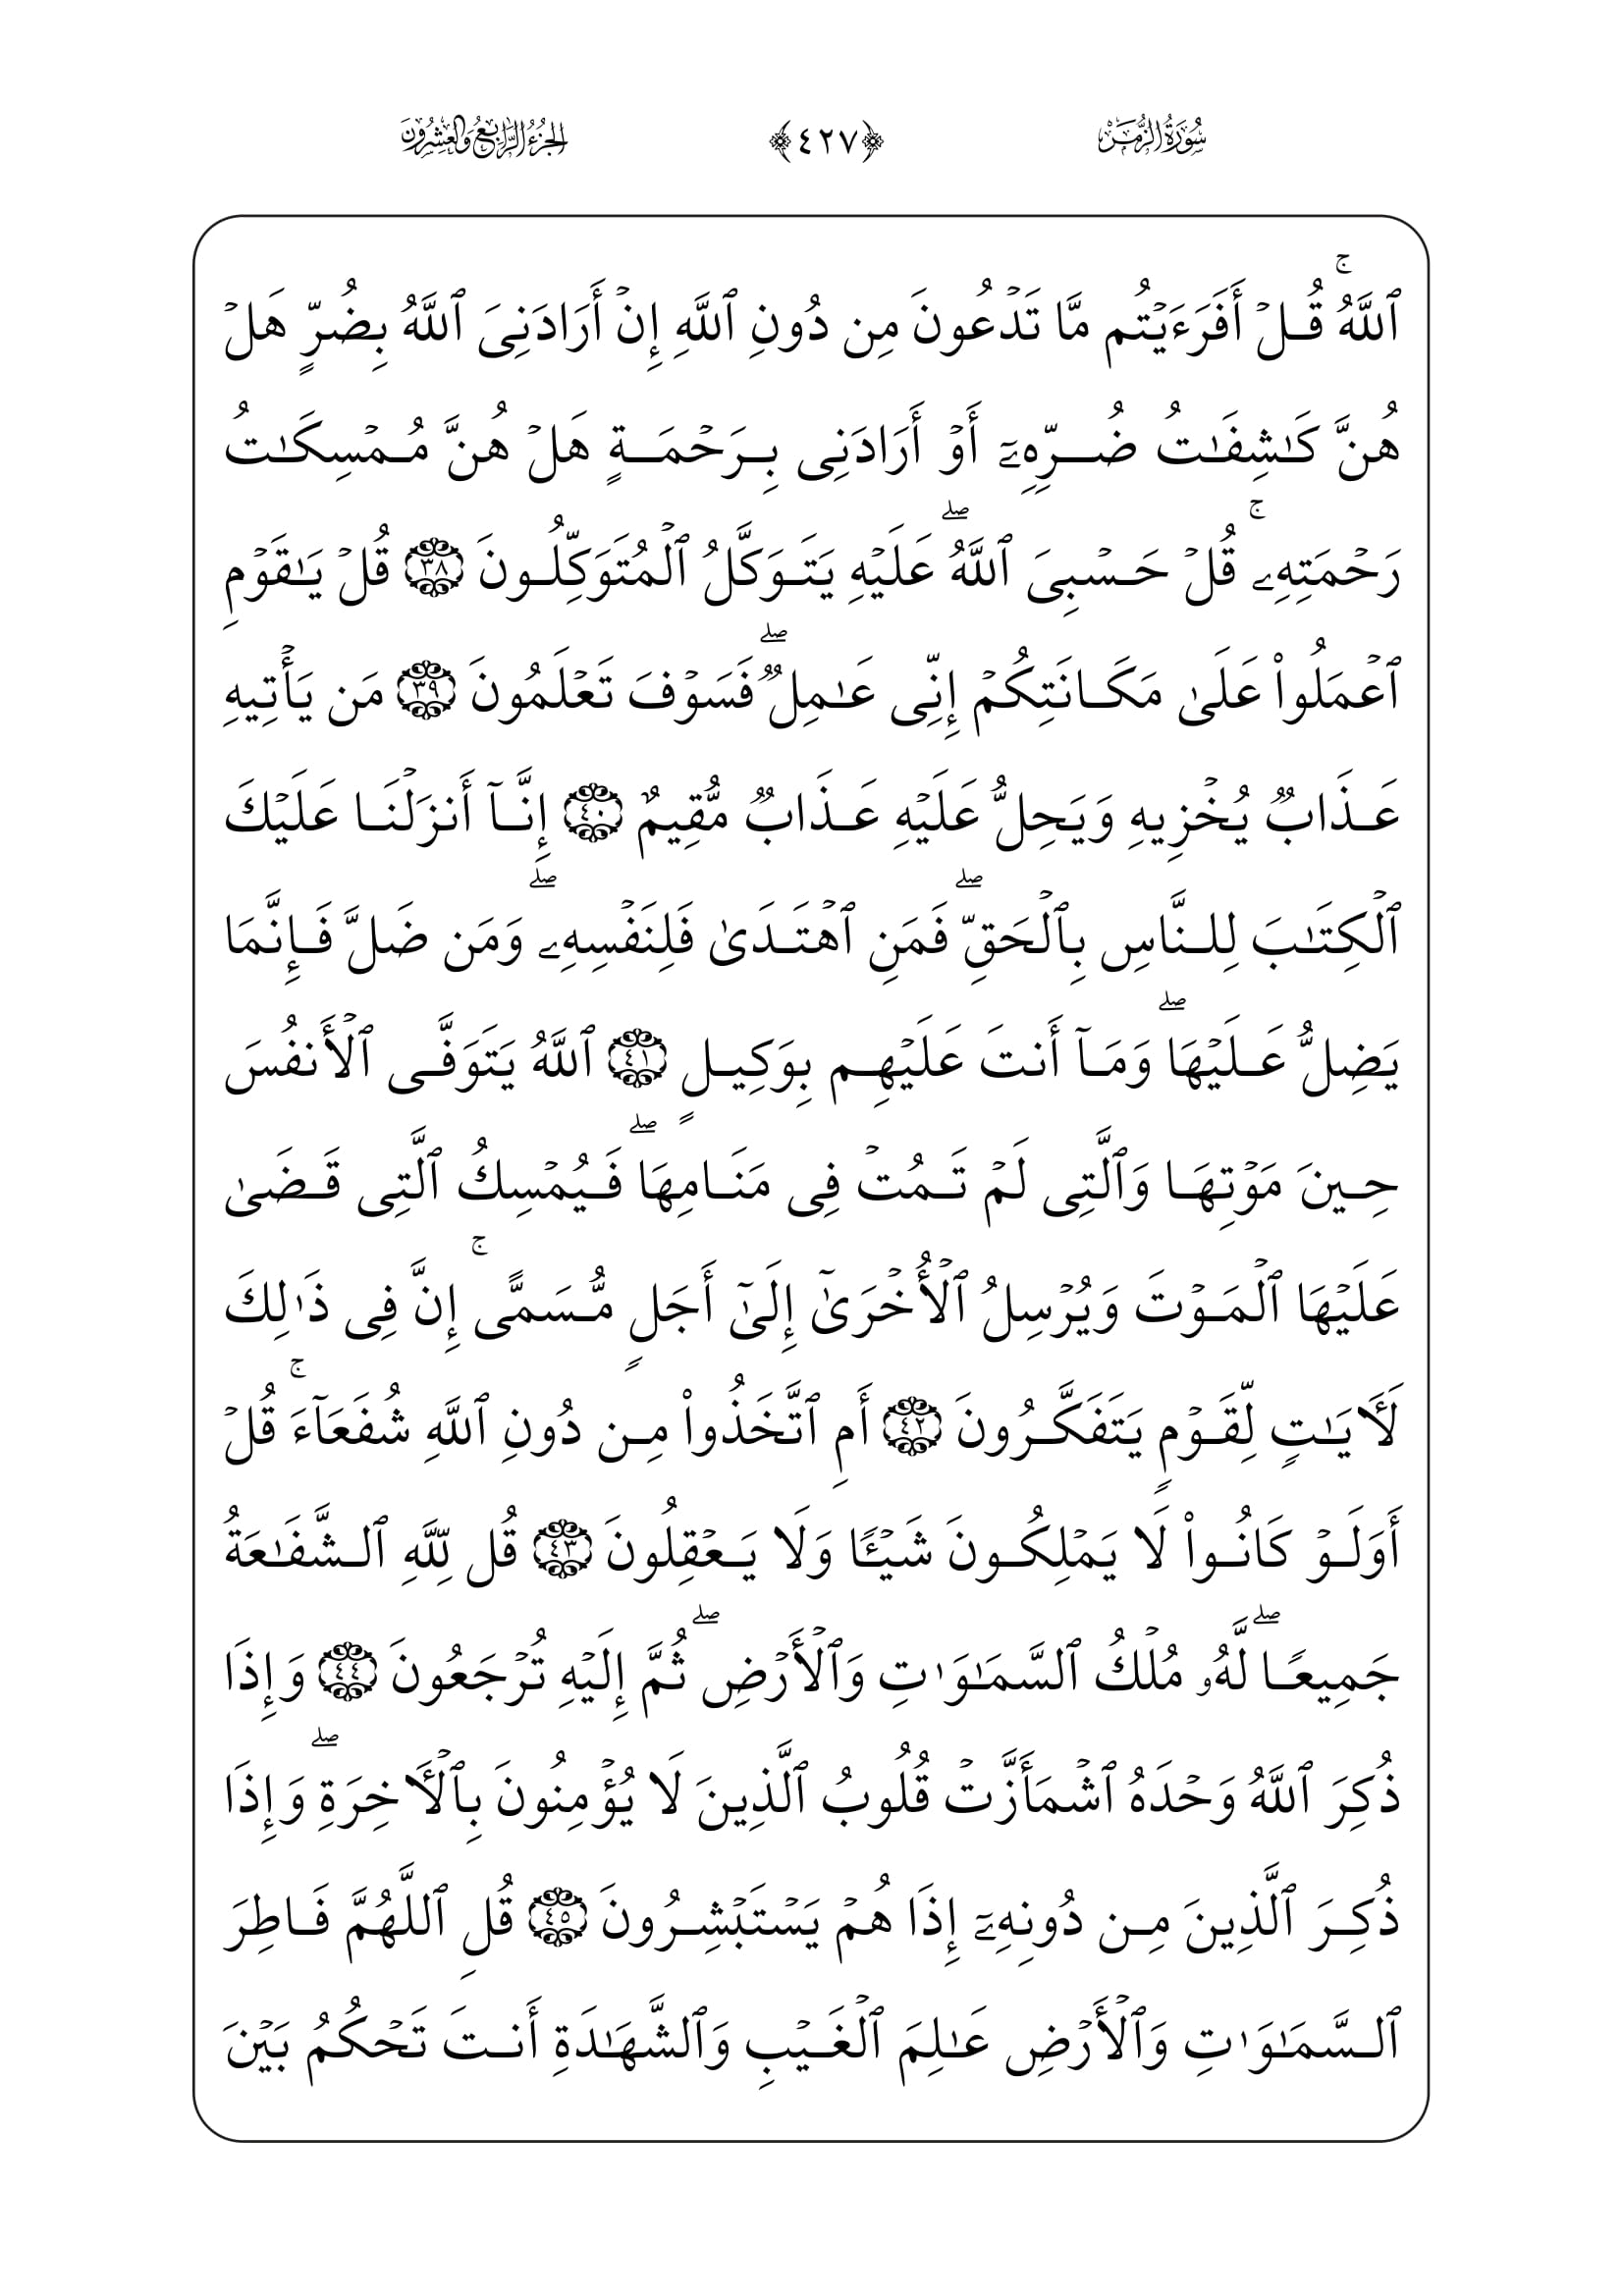 سُورَةُ الزُّمَرِ ﴿٤٢٧﴾ الجُزْءُ الرَّابِعُ وَالعِشْرُونَ
ٱللَّهُۚ قُلۡ أَفَرَءَيۡتُم مَّا تَدۡعُونَ مِن دُونِ ٱللَّهِ إِنۡ أَرَادَنِيَ ٱللَّهُ بِضُرٍّ هَلۡ
هُنَّ كَٰشِفَٰتُ ضُرِّهِۦٓ أَوۡ أَرَادَنِي بِرَحۡمَةٍ هَلۡ هُنَّ مُمۡسِكَٰتُ
رَحۡمَتِهِۦۚ قُلۡ حَسۡبِيَ ٱللَّهُۖ عَلَيۡهِ يَتَوَكَّلُ ٱلۡمُتَوَكِّلُونَ ٣٨ قُلۡ يَٰقَوۡمِ
ٱعۡمَلُواْ عَلَىٰ مَكَانَتِكُمۡ إِنِّي عَٰمِلٞۖ فَسَوۡفَ تَعۡلَمُونَ ٣٩ مَن يَأۡتِيهِ
عَذَابٞ يُخۡزِيهِ وَيَحِلُّ عَلَيۡهِ عَذَابٞ مُّقِيمٌ ٤٠ إِنَّآ أَنزَلۡنَا عَلَيۡكَ
ٱلۡكِتَٰبَ لِلنَّاسِ بِٱلۡحَقِّۖ فَمَنِ ٱهۡتَدَىٰ فَلِنَفۡسِهِۦۖ وَمَن ضَلَّ فَإِنَّمَا
يَضِلُّ عَلَيۡهَاۖ وَمَآ أَنتَ عَلَيۡهِم بِوَكِيلٍ ٤١ ٱللَّهُ يَتَوَفَّى ٱلۡأَنفُسَ
حِينَ مَوۡتِهَا وَٱلَّتِي لَمۡ تَمُتۡ فِي مَنَامِهَاۖ فَيُمۡسِكُ ٱلَّتِي قَضَىٰ
عَلَيۡهَا ٱلۡمَوۡتَ وَيُرۡسِلُ ٱلۡأُخۡرَىٰٓ إِلَىٰٓ أَجَلٍ مُّسَمًّىۚ إِنَّ فِي ذَٰلِكَ
لَأٓيَٰتٍ لِّقَوۡمٍ يَتَفَكَّرُونَ ٤٢ أَمِ ٱتَّخَذُواْ مِن دُونِ ٱللَّهِ شُفَعَآءَۚ قُلۡ
أَوَلَوۡ كَانُواْ لَا يَمۡلِكُونَ شَيۡـٔٗا وَلَا يَعۡقِلُونَ ٤٣ قُل لِّلَّهِ ٱلشَّفَٰعَةُ
جَمِيعٗاۖ لَّهُۥ مُلۡكُ ٱلسَّمَٰوَٰتِ وَٱلۡأَرۡضِۖ ثُمَّ إِلَيۡهِ تُرۡجَعُونَ ٤٤ وَإِذَا
ذُكِرَ ٱللَّهُ وَحۡدَهُ ٱشۡمَأَزَّتۡ قُلُوبُ ٱلَّذِينَ لَا يُؤۡمِنُونَ بِٱلۡأٓخِرَةِۖ وَإِذَا
ذُكِرَ ٱلَّذِينَ مِن دُونِهِۦٓ إِذَا هُمۡ يَسۡتَبۡشِرُونَ ٤٥ قُلِ ٱللَّهُمَّ فَاطِرَ
ٱلسَّمَٰوَٰتِ وَٱلۡأَرۡضِ عَٰلِمَ ٱلۡغَيۡبِ وَٱلشَّهَٰدَةِ أَنتَ تَحۡكُمُ بَيۡنَ